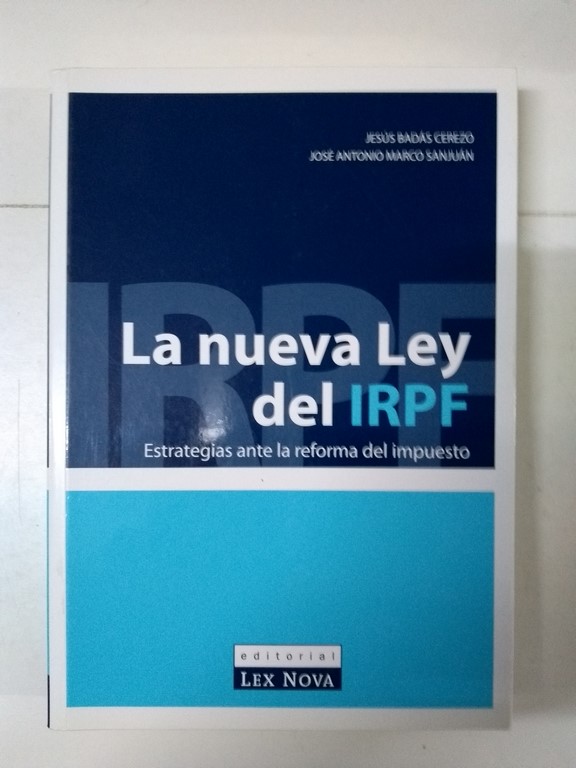 JESÚS BADÁS CEREZO
JOSÉ ANTONIO MARCO SANJUÁN
IRPF
La nueva Ley
del IRPF
Estrategias ante la reforma del impuesto
editorial
LEX NOVA